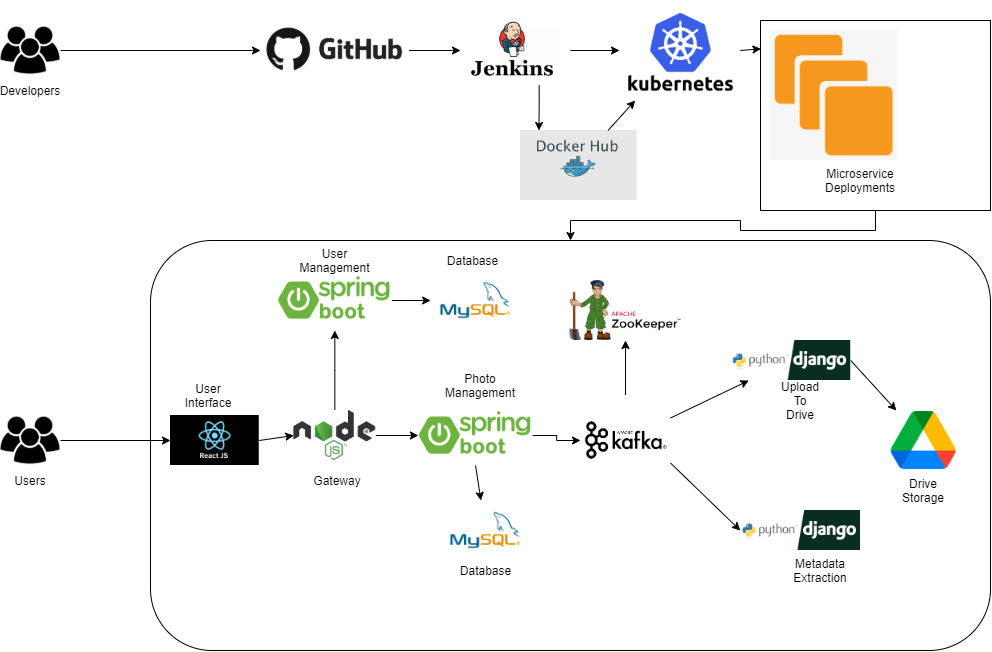 Developers
GitHub
Jenkins
kubernetes
Docker Hub
Microservice
Deployments
User
Management
spring
boot
Database
MySQL®
APACHE
ZooKeeper™
User
Interface
React JS
Users
node
JS
Gateway
Photo
Management
spring
boot
MySQL®
Database
APACHE
kafka®
python
django
Upload
To
Drive
Drive
Storage
python
django
Metadata
Extraction